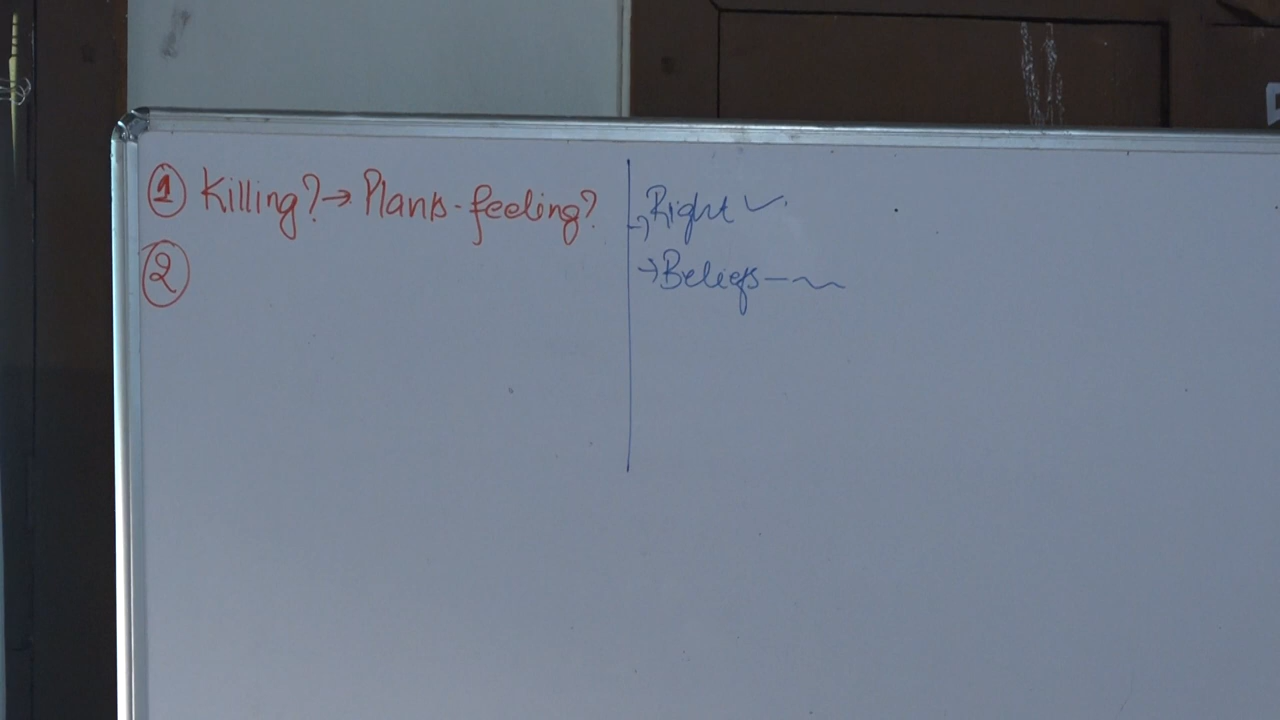 ① Killing? → Plants - feeling?
②
→ Right ✓
→ Beliefs —